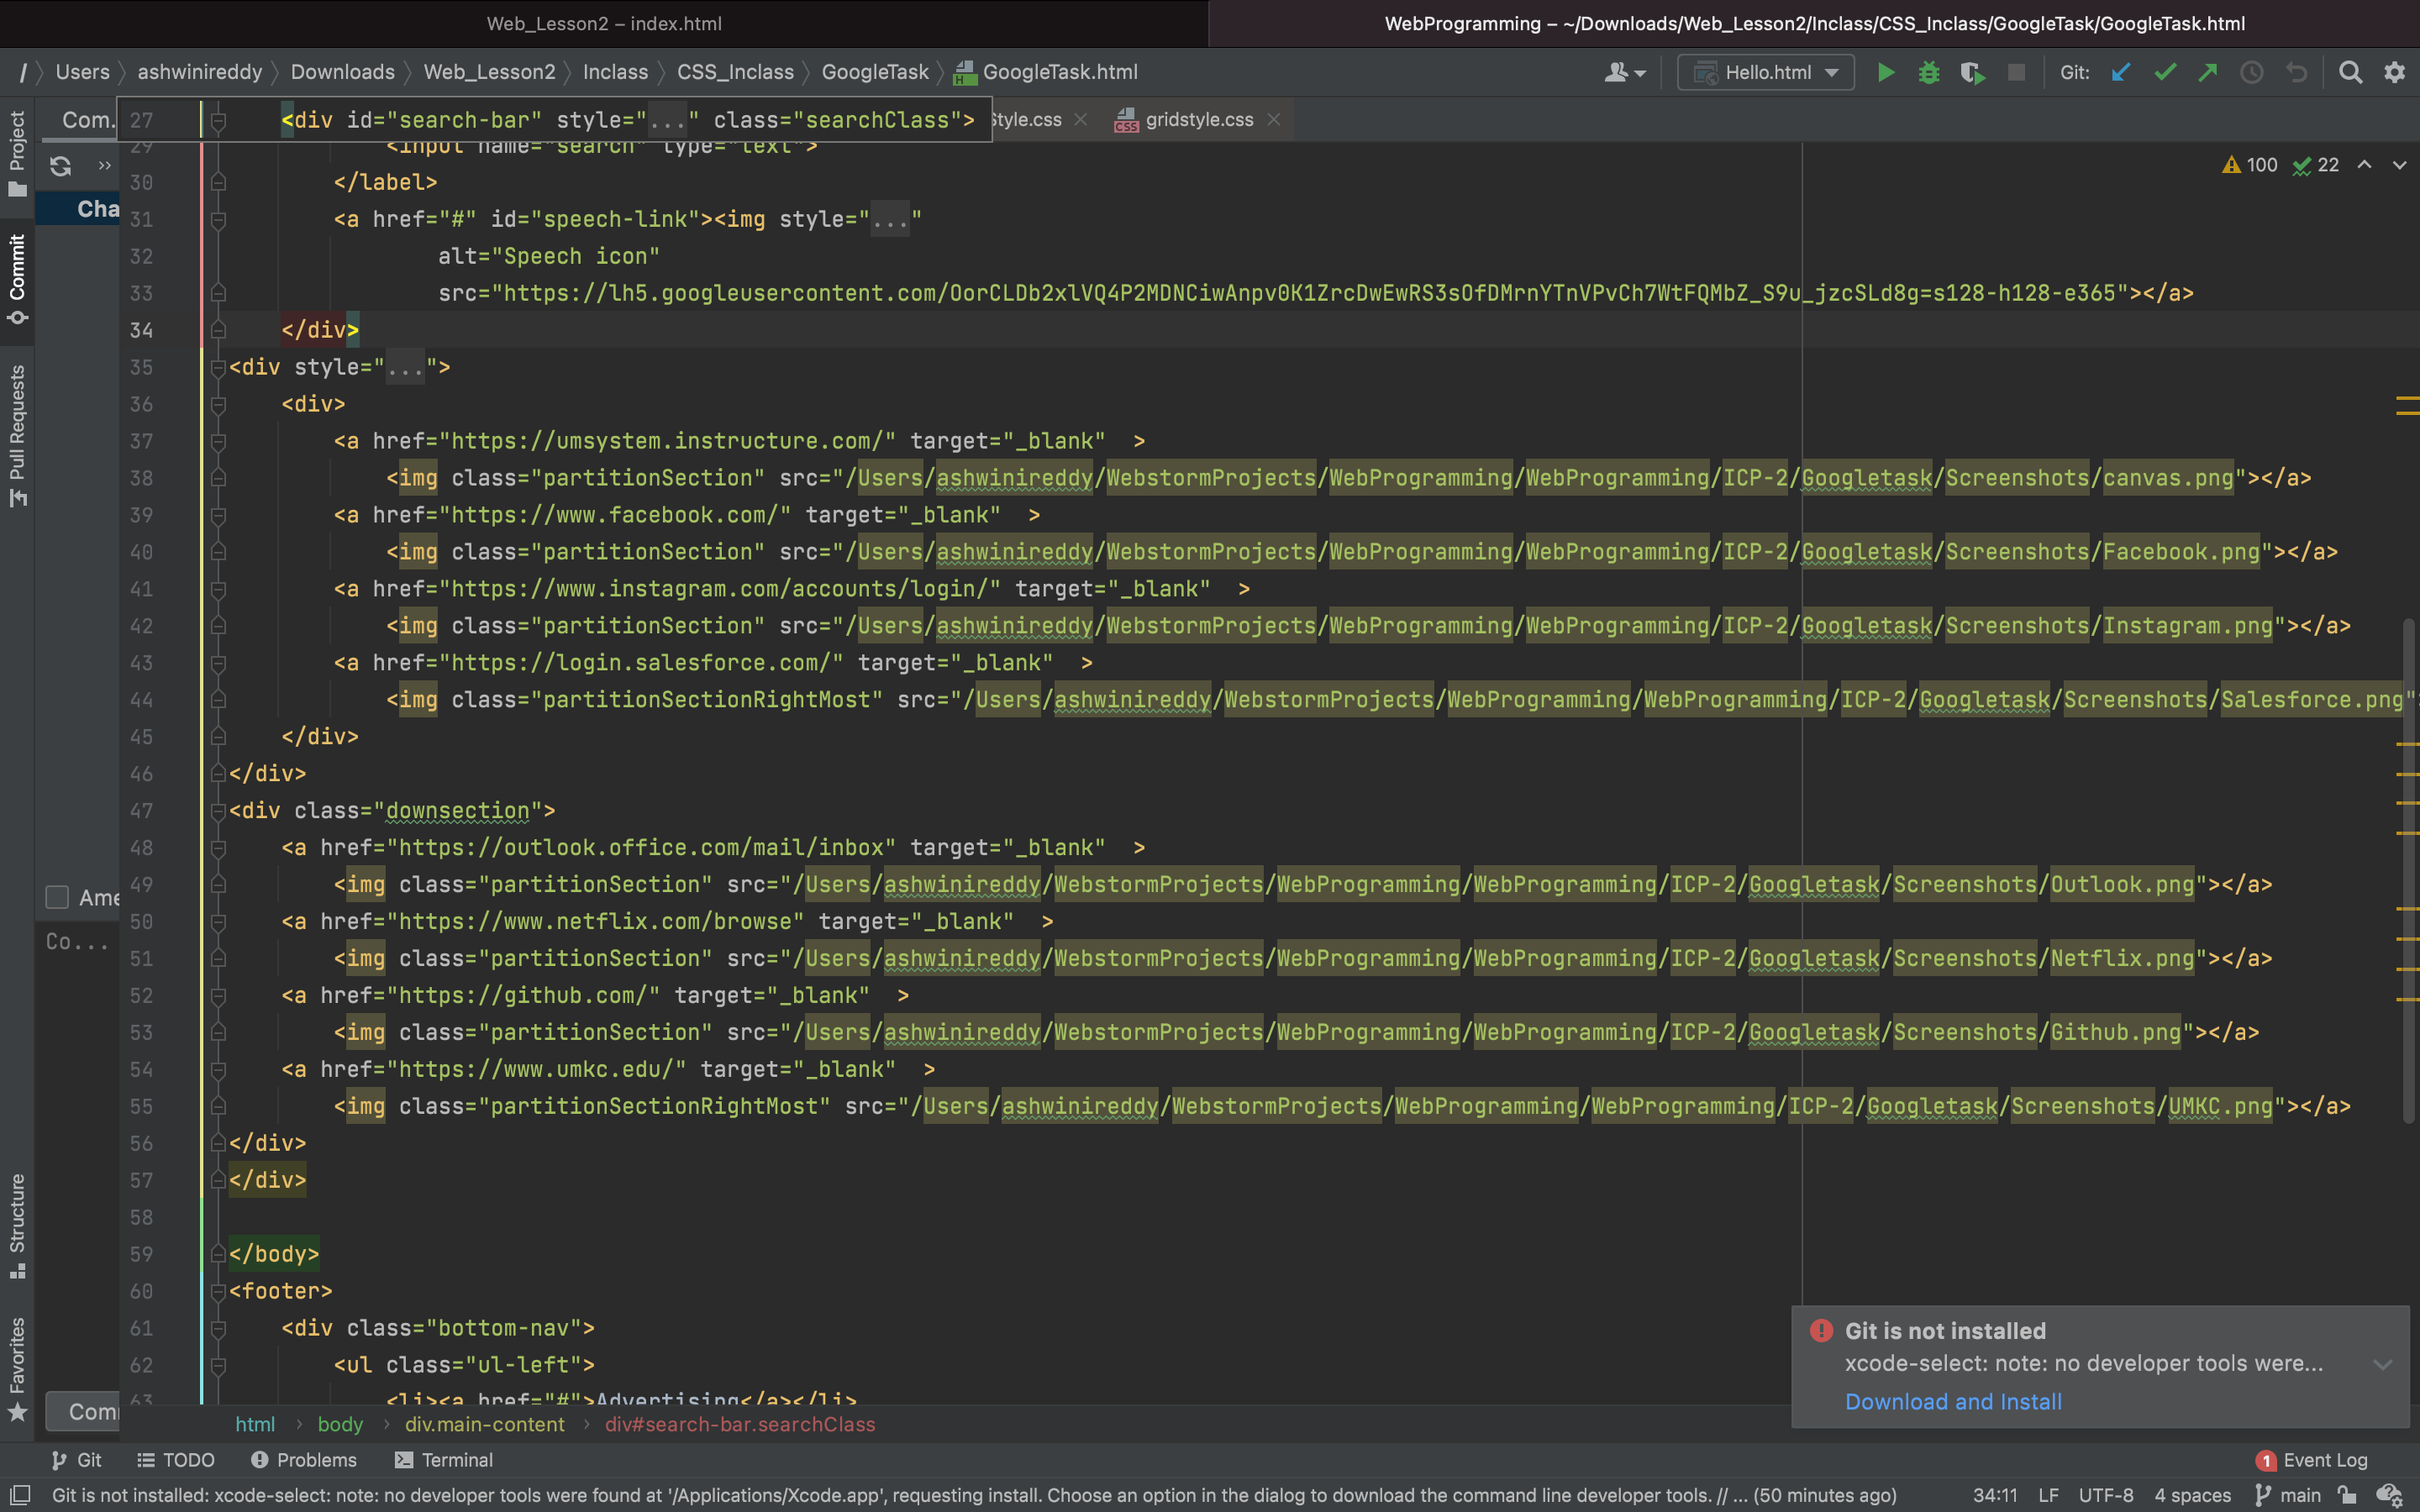 Web_Lesson2 – index.html
WebProgramming – ~/Downloads/Web_Lesson2/Inclass/CSS_Inclass/GoogleTask/GoogleTask.html
/ Users ashwinireddy Downloads Web_Lesson2 Inclass CSS_Inclass GoogleTask GoogleTask.html
Hello.html
Git:
Project
Commit
Pull Requests
Structure
Favorites
Com.
Cha
Ame
Co...
Comm
Style.css
gridstyle.css
100 22
27 <div id="search-bar" style="..." class="searchClass">
29 <input name="search" type="text">
30 </label>
31 <a href="#" id="speech-link"><img style="..."
32 alt="Speech icon"
33 src="https://lh5.googleusercontent.com/OorCLDb2xlVQ4P2MDNCiwAnpv0K1ZrcDwEwRS3sOfDMrnYTnVPvCh7WtFQMbZ_S9u_jzcSLd8g=s128-h128-e365"></a>
34 </div>
35 <div style="...">
36 <div>
37 <a href="https://umsystem.instructure.com/" target="_blank"  >
38 <img class="partitionSection" src="/Users/ashwinireddy/WebstormProjects/WebProgramming/WebProgramming/ICP-2/Googletask/Screenshots/canvas.png"></a>
39 <a href="https://www.facebook.com/" target="_blank"  >
40 <img class="partitionSection" src="/Users/ashwinireddy/WebstormProjects/WebProgramming/WebProgramming/ICP-2/Googletask/Screenshots/Facebook.png"></a>
41 <a href="https://www.instagram.com/accounts/login/" target="_blank"  >
42 <img class="partitionSection" src="/Users/ashwinireddy/WebstormProjects/WebProgramming/WebProgramming/ICP-2/Googletask/Screenshots/Instagram.png"></a>
43 <a href="https://login.salesforce.com/" target="_blank"  >
44 <img class="partitionSectionRightMost" src="/Users/ashwinireddy/WebstormProjects/WebProgramming/WebProgramming/ICP-2/Googletask/Screenshots/Salesforce.png"
45 </div>
46 </div>
47 <div class="downsection">
48 <a href="https://outlook.office.com/mail/inbox" target="_blank"  >
49 <img class="partitionSection" src="/Users/ashwinireddy/WebstormProjects/WebProgramming/WebProgramming/ICP-2/Googletask/Screenshots/Outlook.png"></a>
50 <a href="https://www.netflix.com/browse" target="_blank"  >
51 <img class="partitionSection" src="/Users/ashwinireddy/WebstormProjects/WebProgramming/WebProgramming/ICP-2/Googletask/Screenshots/Netflix.png"></a>
52 <a href="https://github.com/" target="_blank"  >
53 <img class="partitionSection" src="/Users/ashwinireddy/WebstormProjects/WebProgramming/WebProgramming/ICP-2/Googletask/Screenshots/Github.png"></a>
54 <a href="https://www.umkc.edu/" target="_blank"  >
55 <img class="partitionSectionRightMost" src="/Users/ashwinireddy/WebstormProjects/WebProgramming/WebProgramming/ICP-2/Googletask/Screenshots/UMKC.png"></a>
56 </div>
57 </div>
58
59 </body>
60 <footer>
61 <div class="bottom-nav">
62 <ul class="ul-left">
63 <li><a href="#">Advertising</a></li>
html body div.main-content div#search-bar.searchClass
Git is not installed
xcode-select: note: no developer tools were...
Download and Install
Git TODO Problems Terminal
1 Event Log
Git is not installed: xcode-select: note: no developer tools were found at '/Applications/Xcode.app', requesting install. Choose an option in the dialog to download the command line developer tools. // ... (50 minutes ago)
34:11 LF UTF-8 4 spaces main